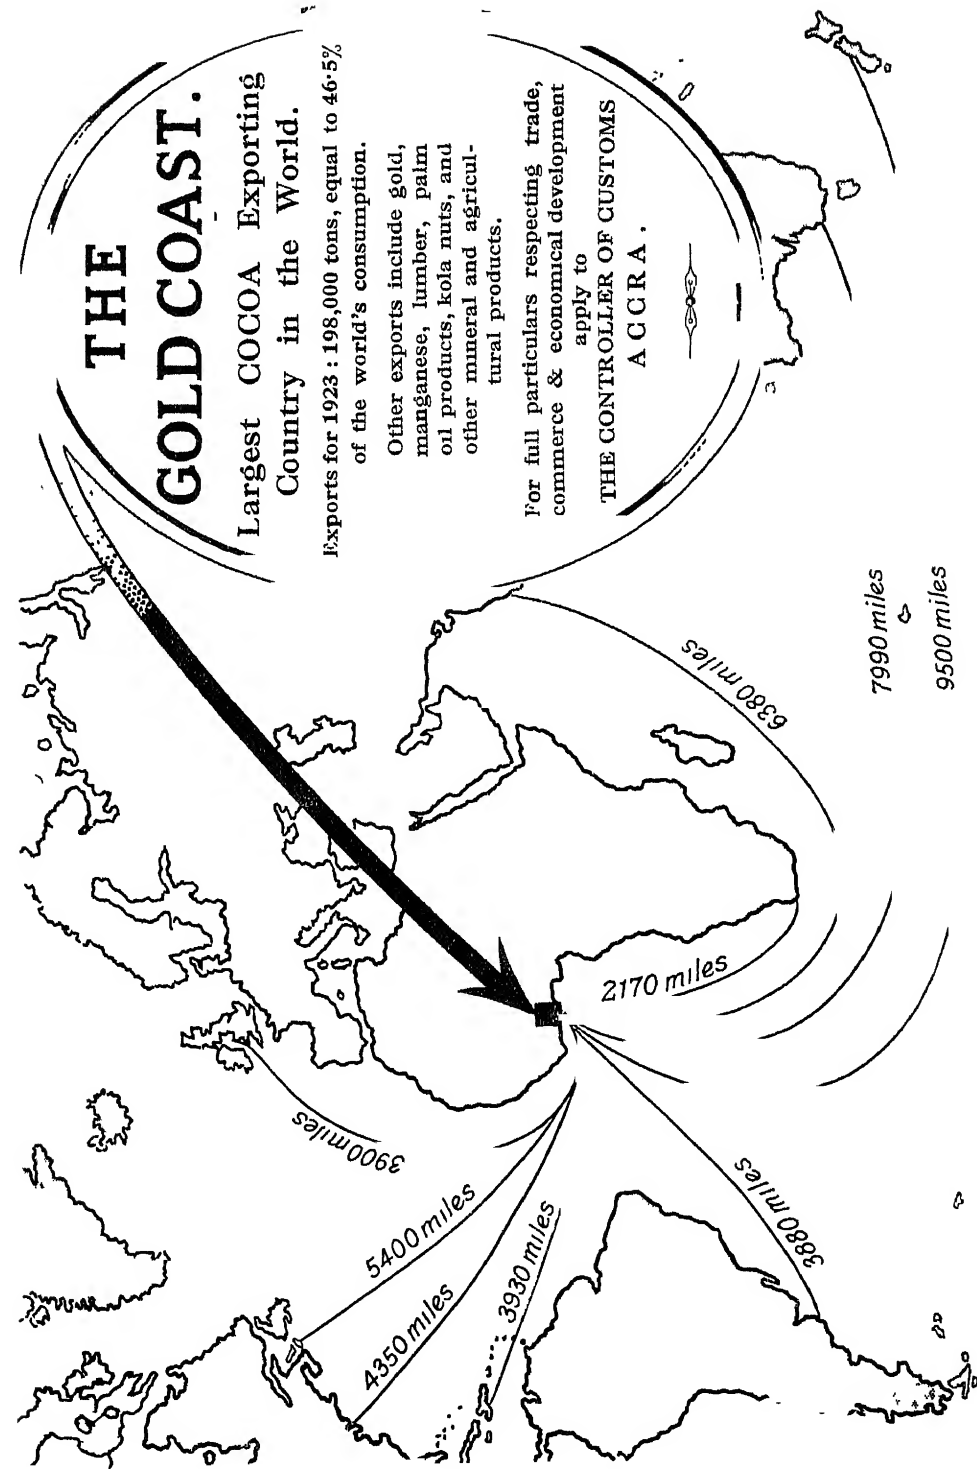 THE
GOLD COAST.
Largest COCOA Exporting
Country in the World.
Exports for 1923 : 198,000 tons, equal to 46·5%
of the world's consumption.
Other exports include gold,
manganese, lumber, palm
oil products, kola nuts, and
other mineral and agricul-
tural products.
For full particulars respecting trade,
commerce & economical development
apply to
THE CONTROLLER OF CUSTOMS
ACCRA.
3900 miles
5400 miles
4350 miles
3930 miles
2170 miles
3880 miles
6380 miles
7990 miles
9500 miles